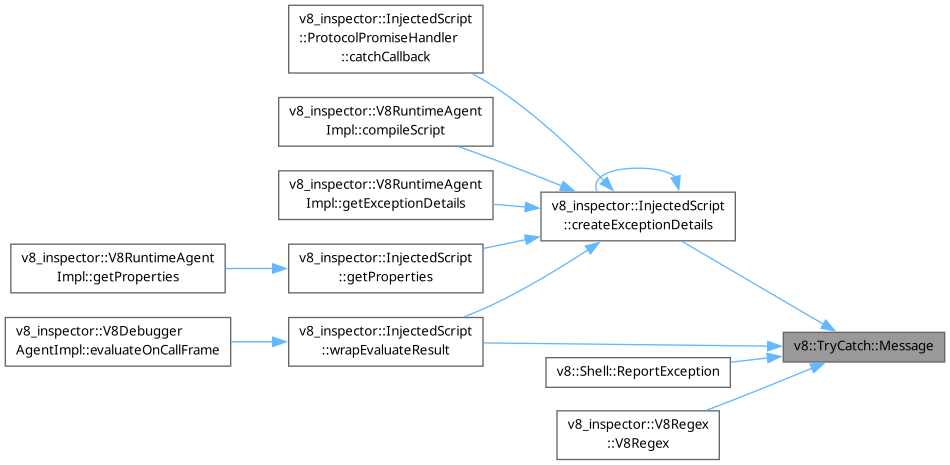 v8_inspector::InjectedScript
::ProtocolPromiseHandler
::catchCallback
v8_inspector::V8RuntimeAgent
Impl::compileScript
v8_inspector::V8RuntimeAgent
Impl::getExceptionDetails
v8_inspector::InjectedScript
::createExceptionDetails
v8_inspector::V8RuntimeAgent
Impl::getProperties
v8_inspector::InjectedScript
::getProperties
v8_inspector::V8Debugger
AgentImpl::evaluateOnCallFrame
v8_inspector::InjectedScript
::wrapEvaluateResult
v8::TryCatch::Message
v8::Shell::ReportException
v8_inspector::V8Regex
::V8Regex